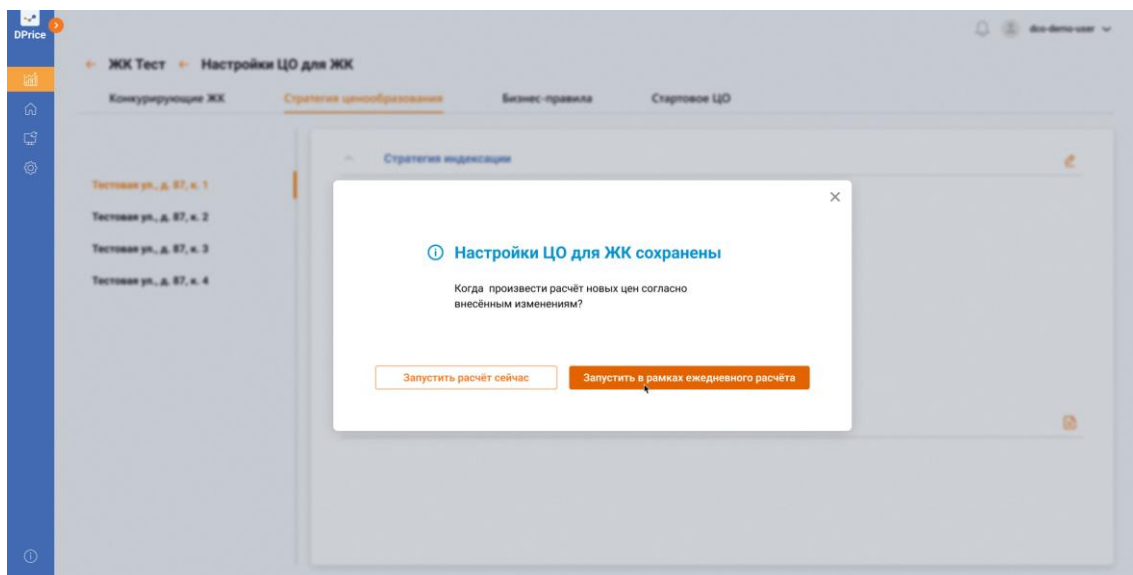 DPrice
dco-demo-user
ЖК Тест
Настройки ЦО для ЖК
Конкурирующие ЖК
Стратегия ценообразования
Бизнес-правила
Стартовое ЦО
Стратегия индексации
Тестовая ул., д. 87, к. 1
Тестовая ул., д. 87, к. 2
Тестовая ул., д. 87, к. 3
Тестовая ул., д. 87, к. 4
Настройки ЦО для ЖК сохранены
Когда произвести расчёт новых цен согласно
внесённым изменениям?
Запустить расчёт сейчас
Запустить в рамках ежедневного расчёта